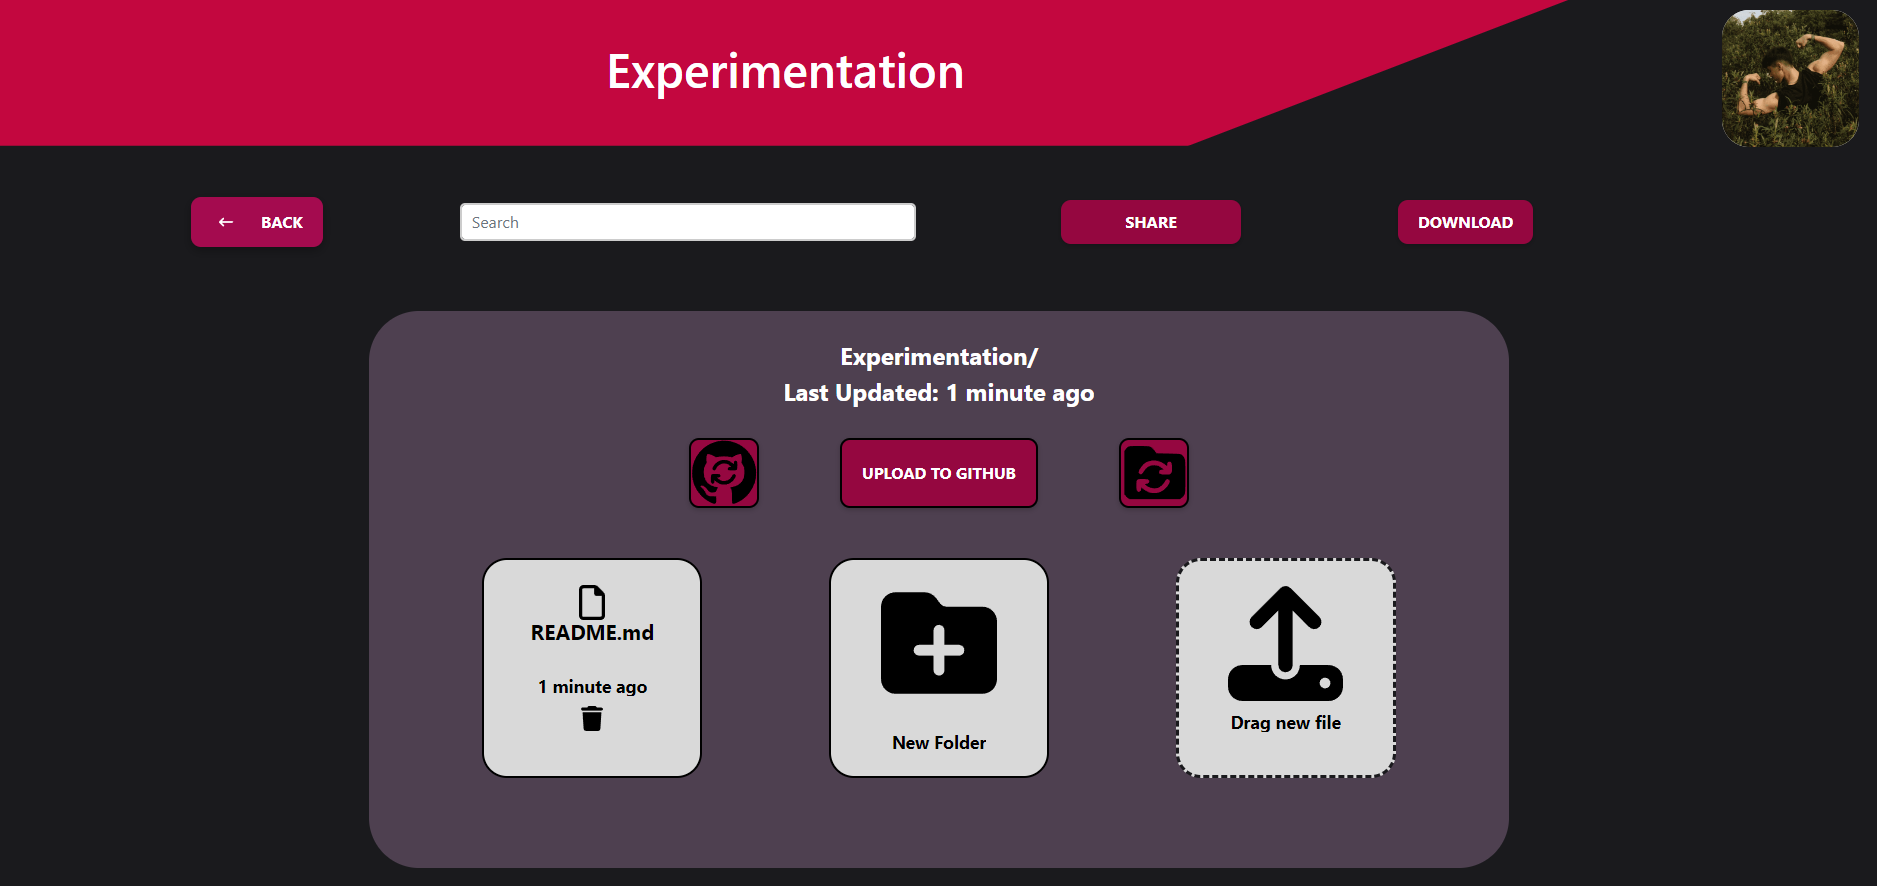 Experimentation
BACK
Search
SHARE
DOWNLOAD
Experimentation/
Last Updated: 1 minute ago
UPLOAD TO GITHUB
README.md
1 minute ago
New Folder
Drag new file